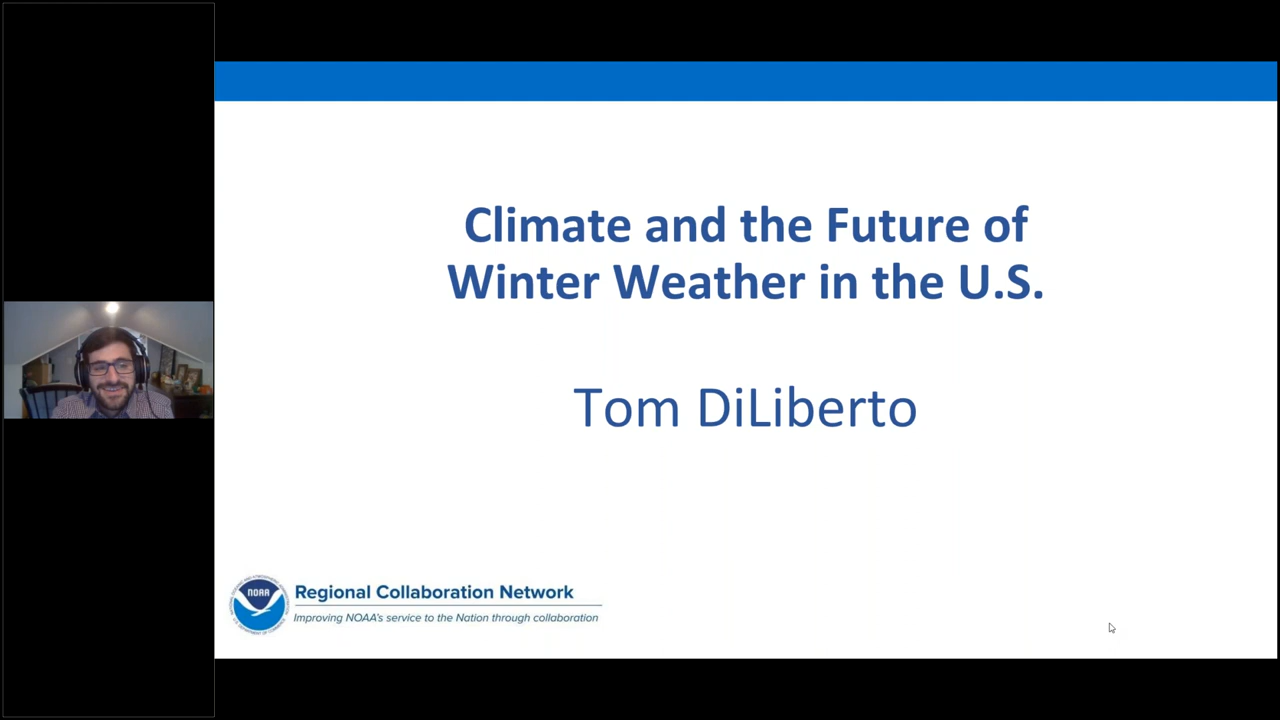 Climate and the Future of
Winter Weather in the U.S.
Tom DiLiberto
NOAA
Regional Collaboration Network
Improving NOAA's service to the Nation through collaboration